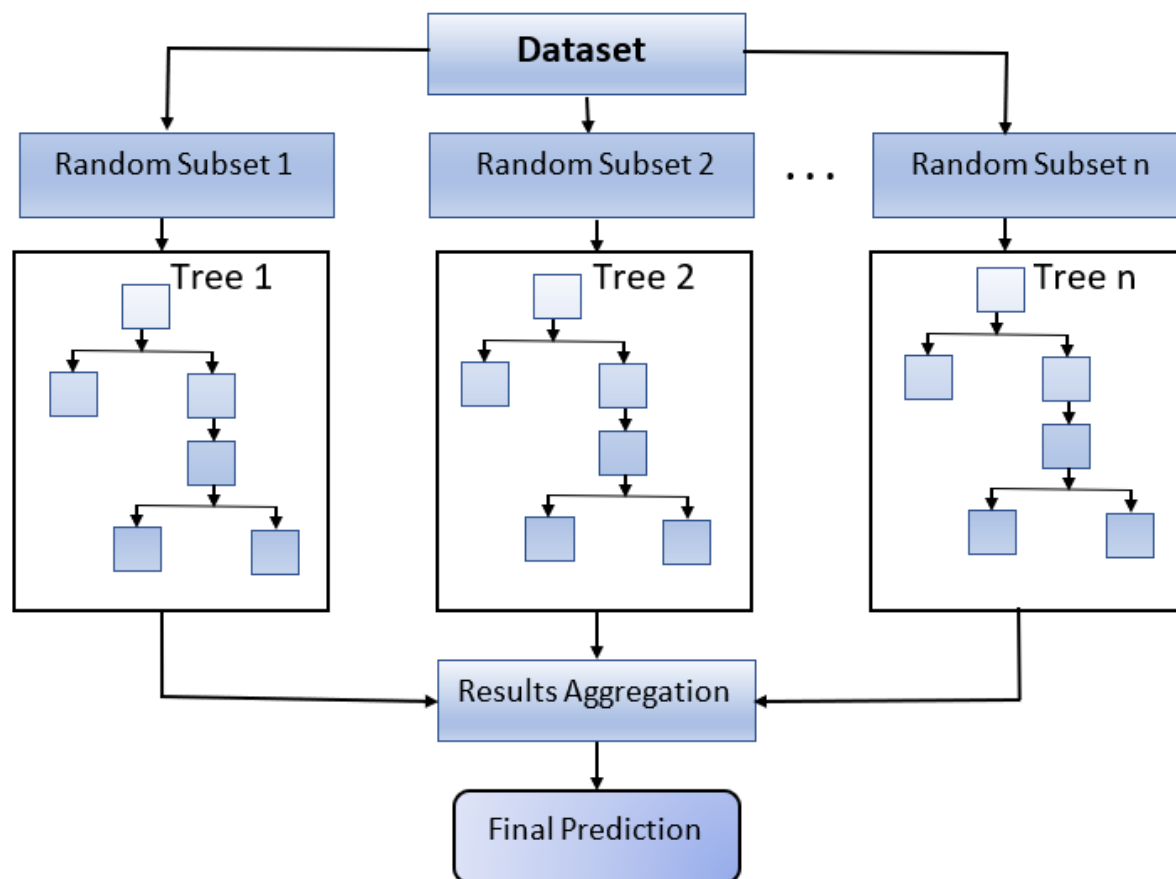 Dataset
Random Subset 1
Random Subset 2
...
Random Subset n
Tree 1
Tree 2
Tree n
Results Aggregation
Final Prediction